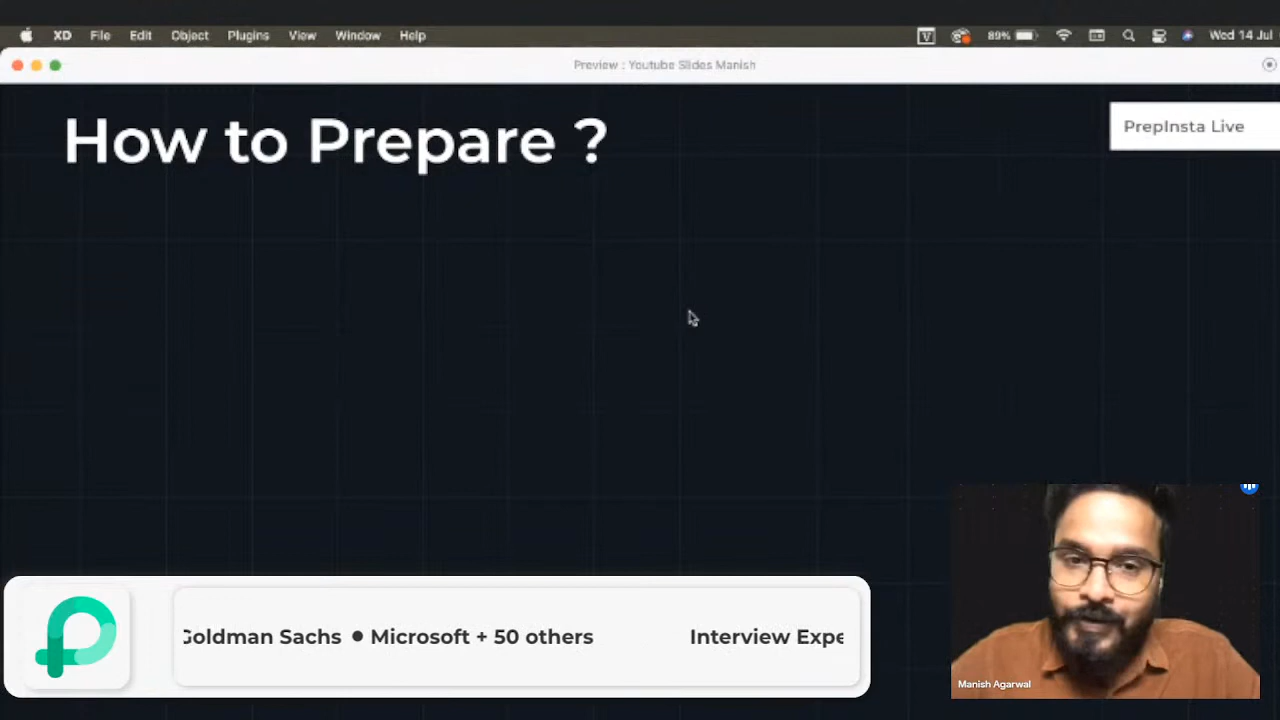 XD File Edit Object Plugins View Window Help 89% Wed 14 Jul
Preview : Youtube Slides Manish
How to Prepare ?
PrepInsta Live
Goldman Sachs ● Microsoft + 50 others Interview Expe
Manish Agarwal